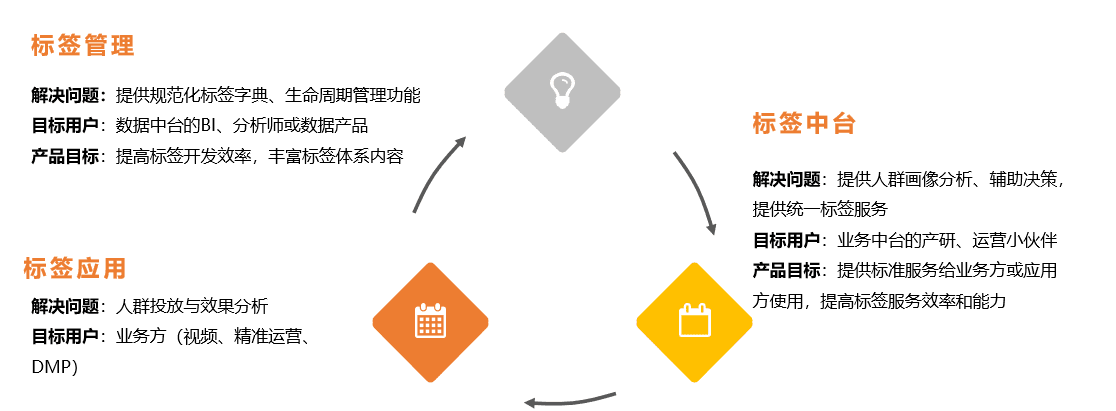 标签管理
解决问题：提供规范化标签字典、生命周期管理功能
目标用户：数据中台的BI、分析师或数据产品
产品目标：提高标签开发效率，丰富标签体系内容
标签中台
解决问题：提供人群画像分析、辅助决策，
提供统一标签服务
目标用户：业务中台的产研、运营小伙伴
产品目标：提供标准服务给业务方或应用
方使用，提高标签服务效率和能力
标签应用
解决问题：人群投放与效果分析
目标用户：业务方（视频、精准运营、
DMP）